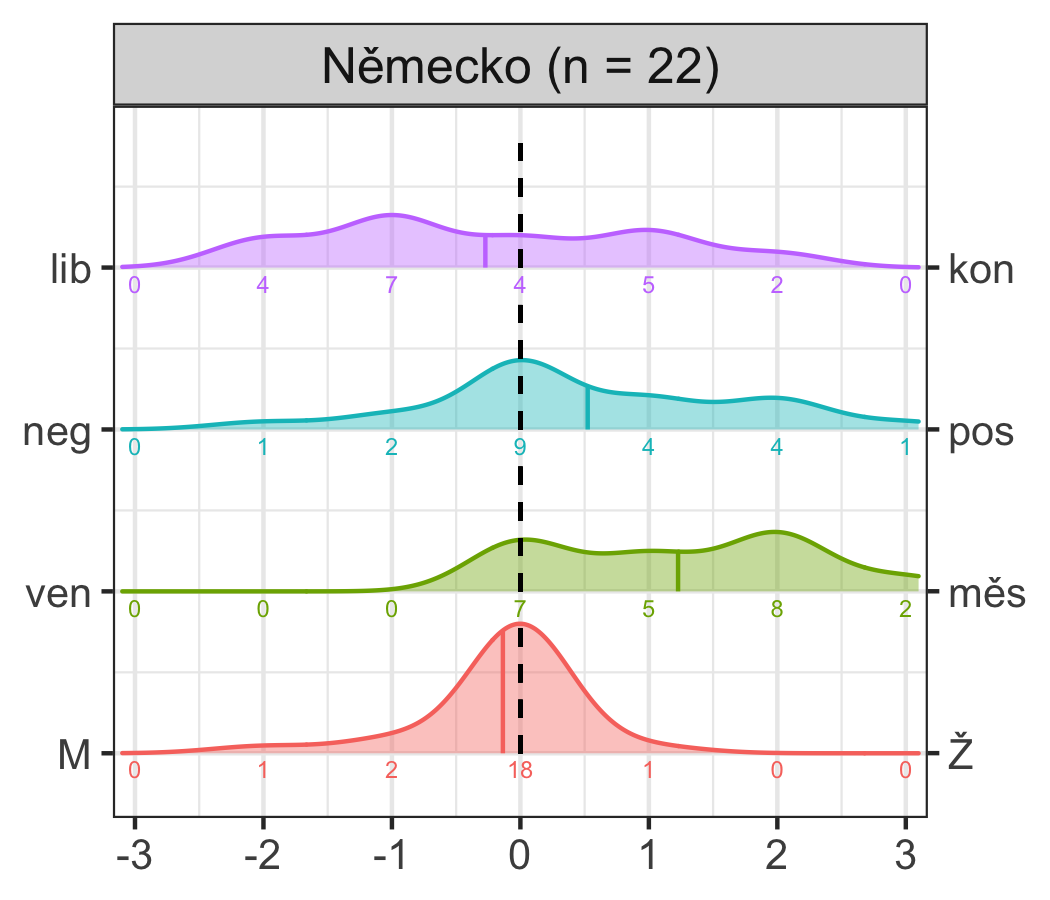 Německo (n = 22)
lib kon
0 4 7 4 5 2 0
neg pos
0 1 2 9 4 4 1
ven měs
0 0 0 7 5 8 2
M Ž
0 1 2 18 1 0 0
-3 -2 -1 0 1 2 3